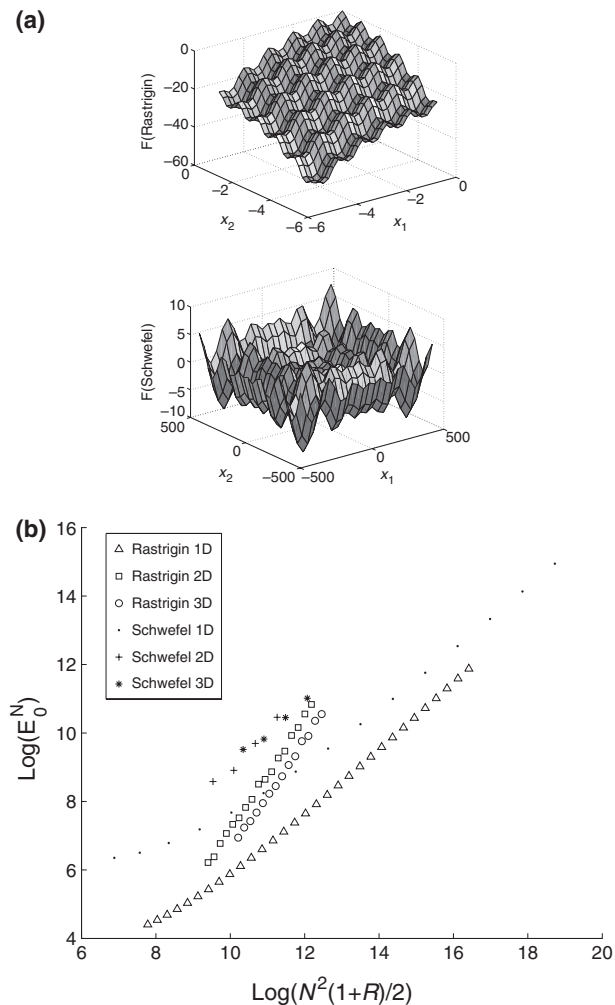 (a)
0
−20
−40
−60
F(Rastrigin)
0
−2
−4
−6
x2
−6
−4
−2
0
x1
10
5
0
−5
−10
F(Schwefel)
500
0
−500
x2
−500
0
500
x1
(b)
16
14
12
10
8
6
4
Log(E₀ᴺ)
Rastrigin 1D
Rastrigin 2D
Rastrigin 3D
Schwefel 1D
Schwefel 2D
Schwefel 3D
6 8 10 12 14 16 18 20
Log(N²(1+R)/2)